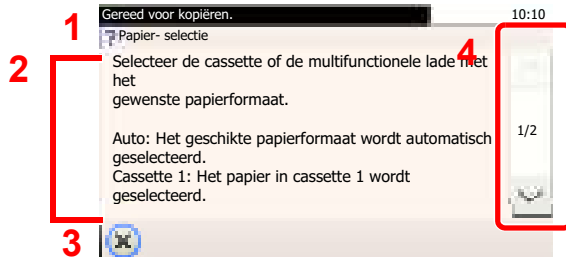 Gereed voor kopiëren.
10:10
1
Papier- selectie
4
2
Selecteer de cassette of de multifunctionele lade met
het
gewenste papierformaat.
Auto: Het geschikte papierformaat wordt automatisch
geselecteerd.
Cassette 1: Het papier in cassette 1 wordt
geselecteerd.
1/2
3